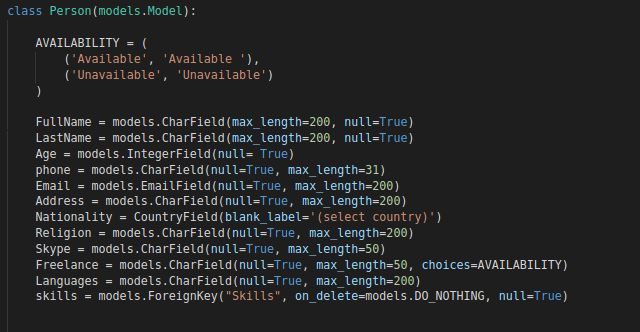 class Person(models.Model):
AVAILABILITY = (
('Available', 'Available '),
('Unavailable', 'Unavailable')
)
FullName = models.CharField(max_length=200, null=True)
LastName = models.CharField(max_length=200, null=True)
Age = models.IntegerField(null= True)
phone = models.CharField(null=True, max_length=31)
Email = models.EmailField(null=True, max_length=200)
Address = models.CharField(null=True, max_length=200)
Nationality = CountryField(blank_label='(select country)')
Religion = models.CharField(null=True, max_length=200)
Skype = models.CharField(null=True, max_length=50)
Freelance = models.CharField(null=True, max_length=50, choices=AVAILABILITY)
Languages = models.CharField(null=True, max_length=200)
skills = models.ForeignKey("Skills", on_delete=models.DO_NOTHING, null=True)